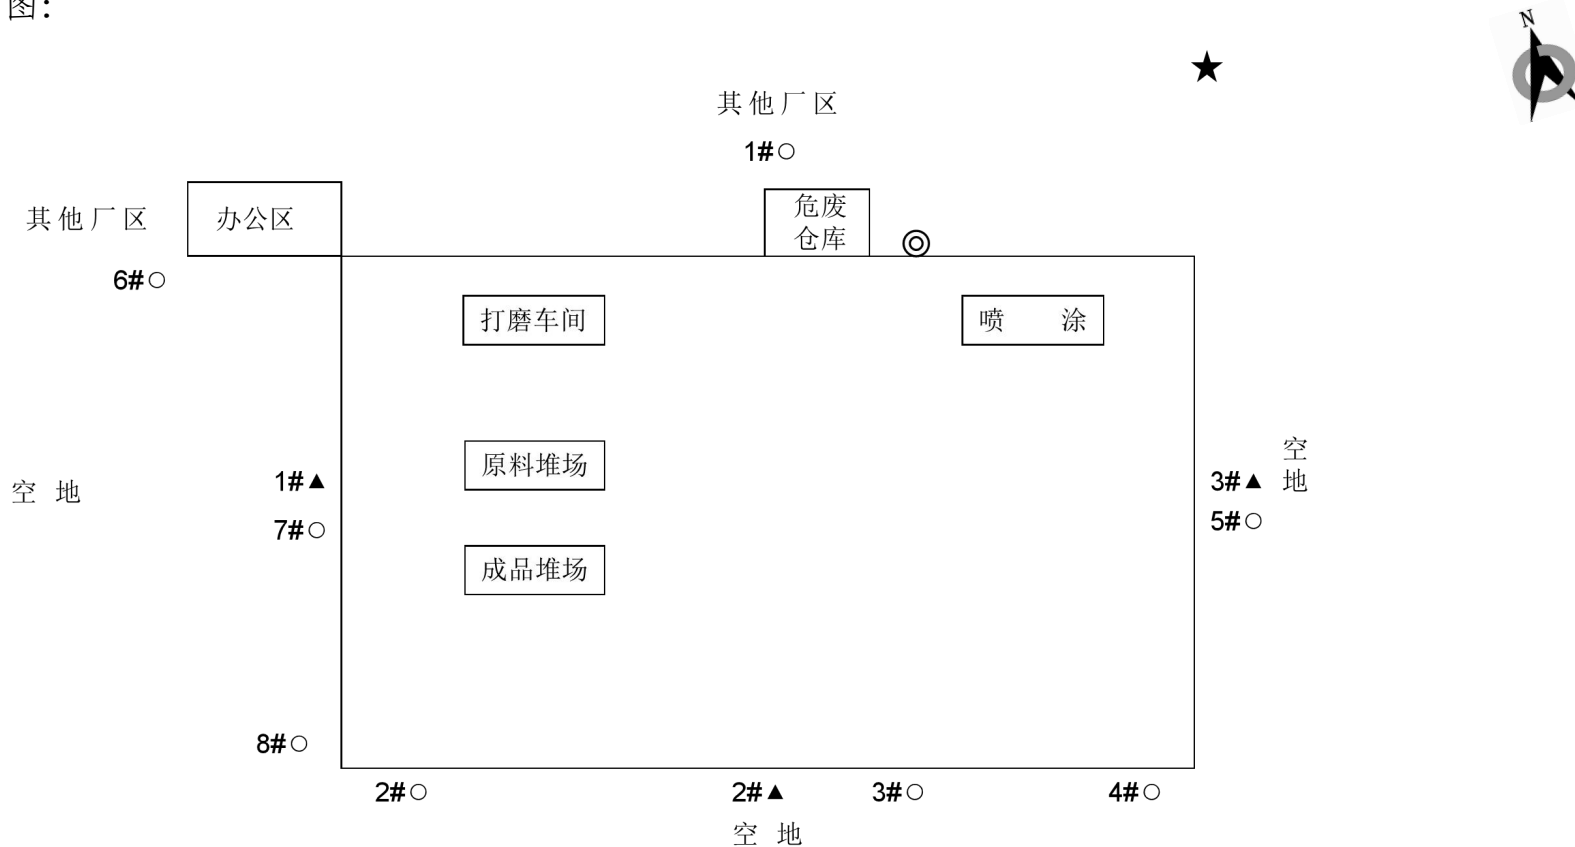 图：
N
★
其他厂区
1#○
其他厂区
办公区
危废
仓库
◎
6#○
打磨车间
喷 涂
空
地
原料堆场
空 地
1#▲
3#▲
7#○
5#○
成品堆场
8#○
2#○
2#▲
3#○
4#○
空 地